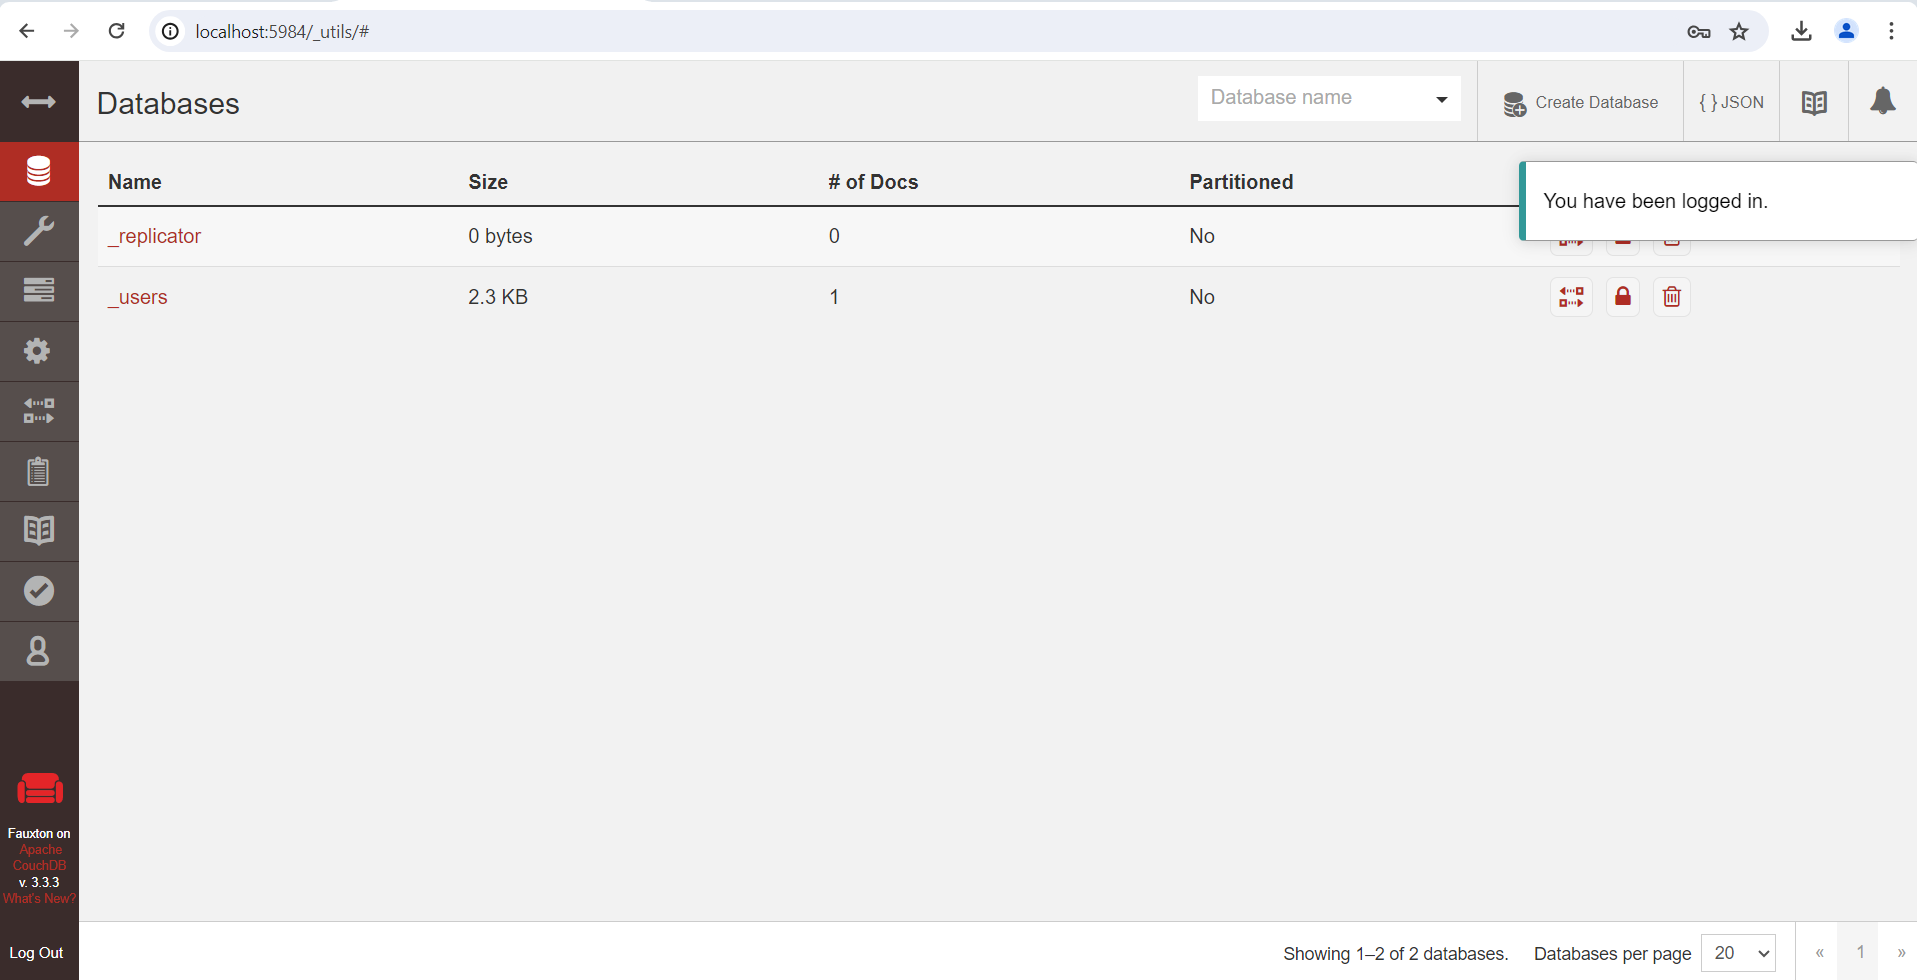 localhost:5984/_utils/#
Databases
Database name
Create Database
{ } JSON
Name Size # of Docs Partitioned
You have been logged in.
_replicator 0 bytes 0 No
_users 2.3 KB 1 No
Fauxton on
Apache
CouchDB
v. 3.3.3
What's New?
Log Out
Showing 1–2 of 2 databases. Databases per page 20 « 1 »